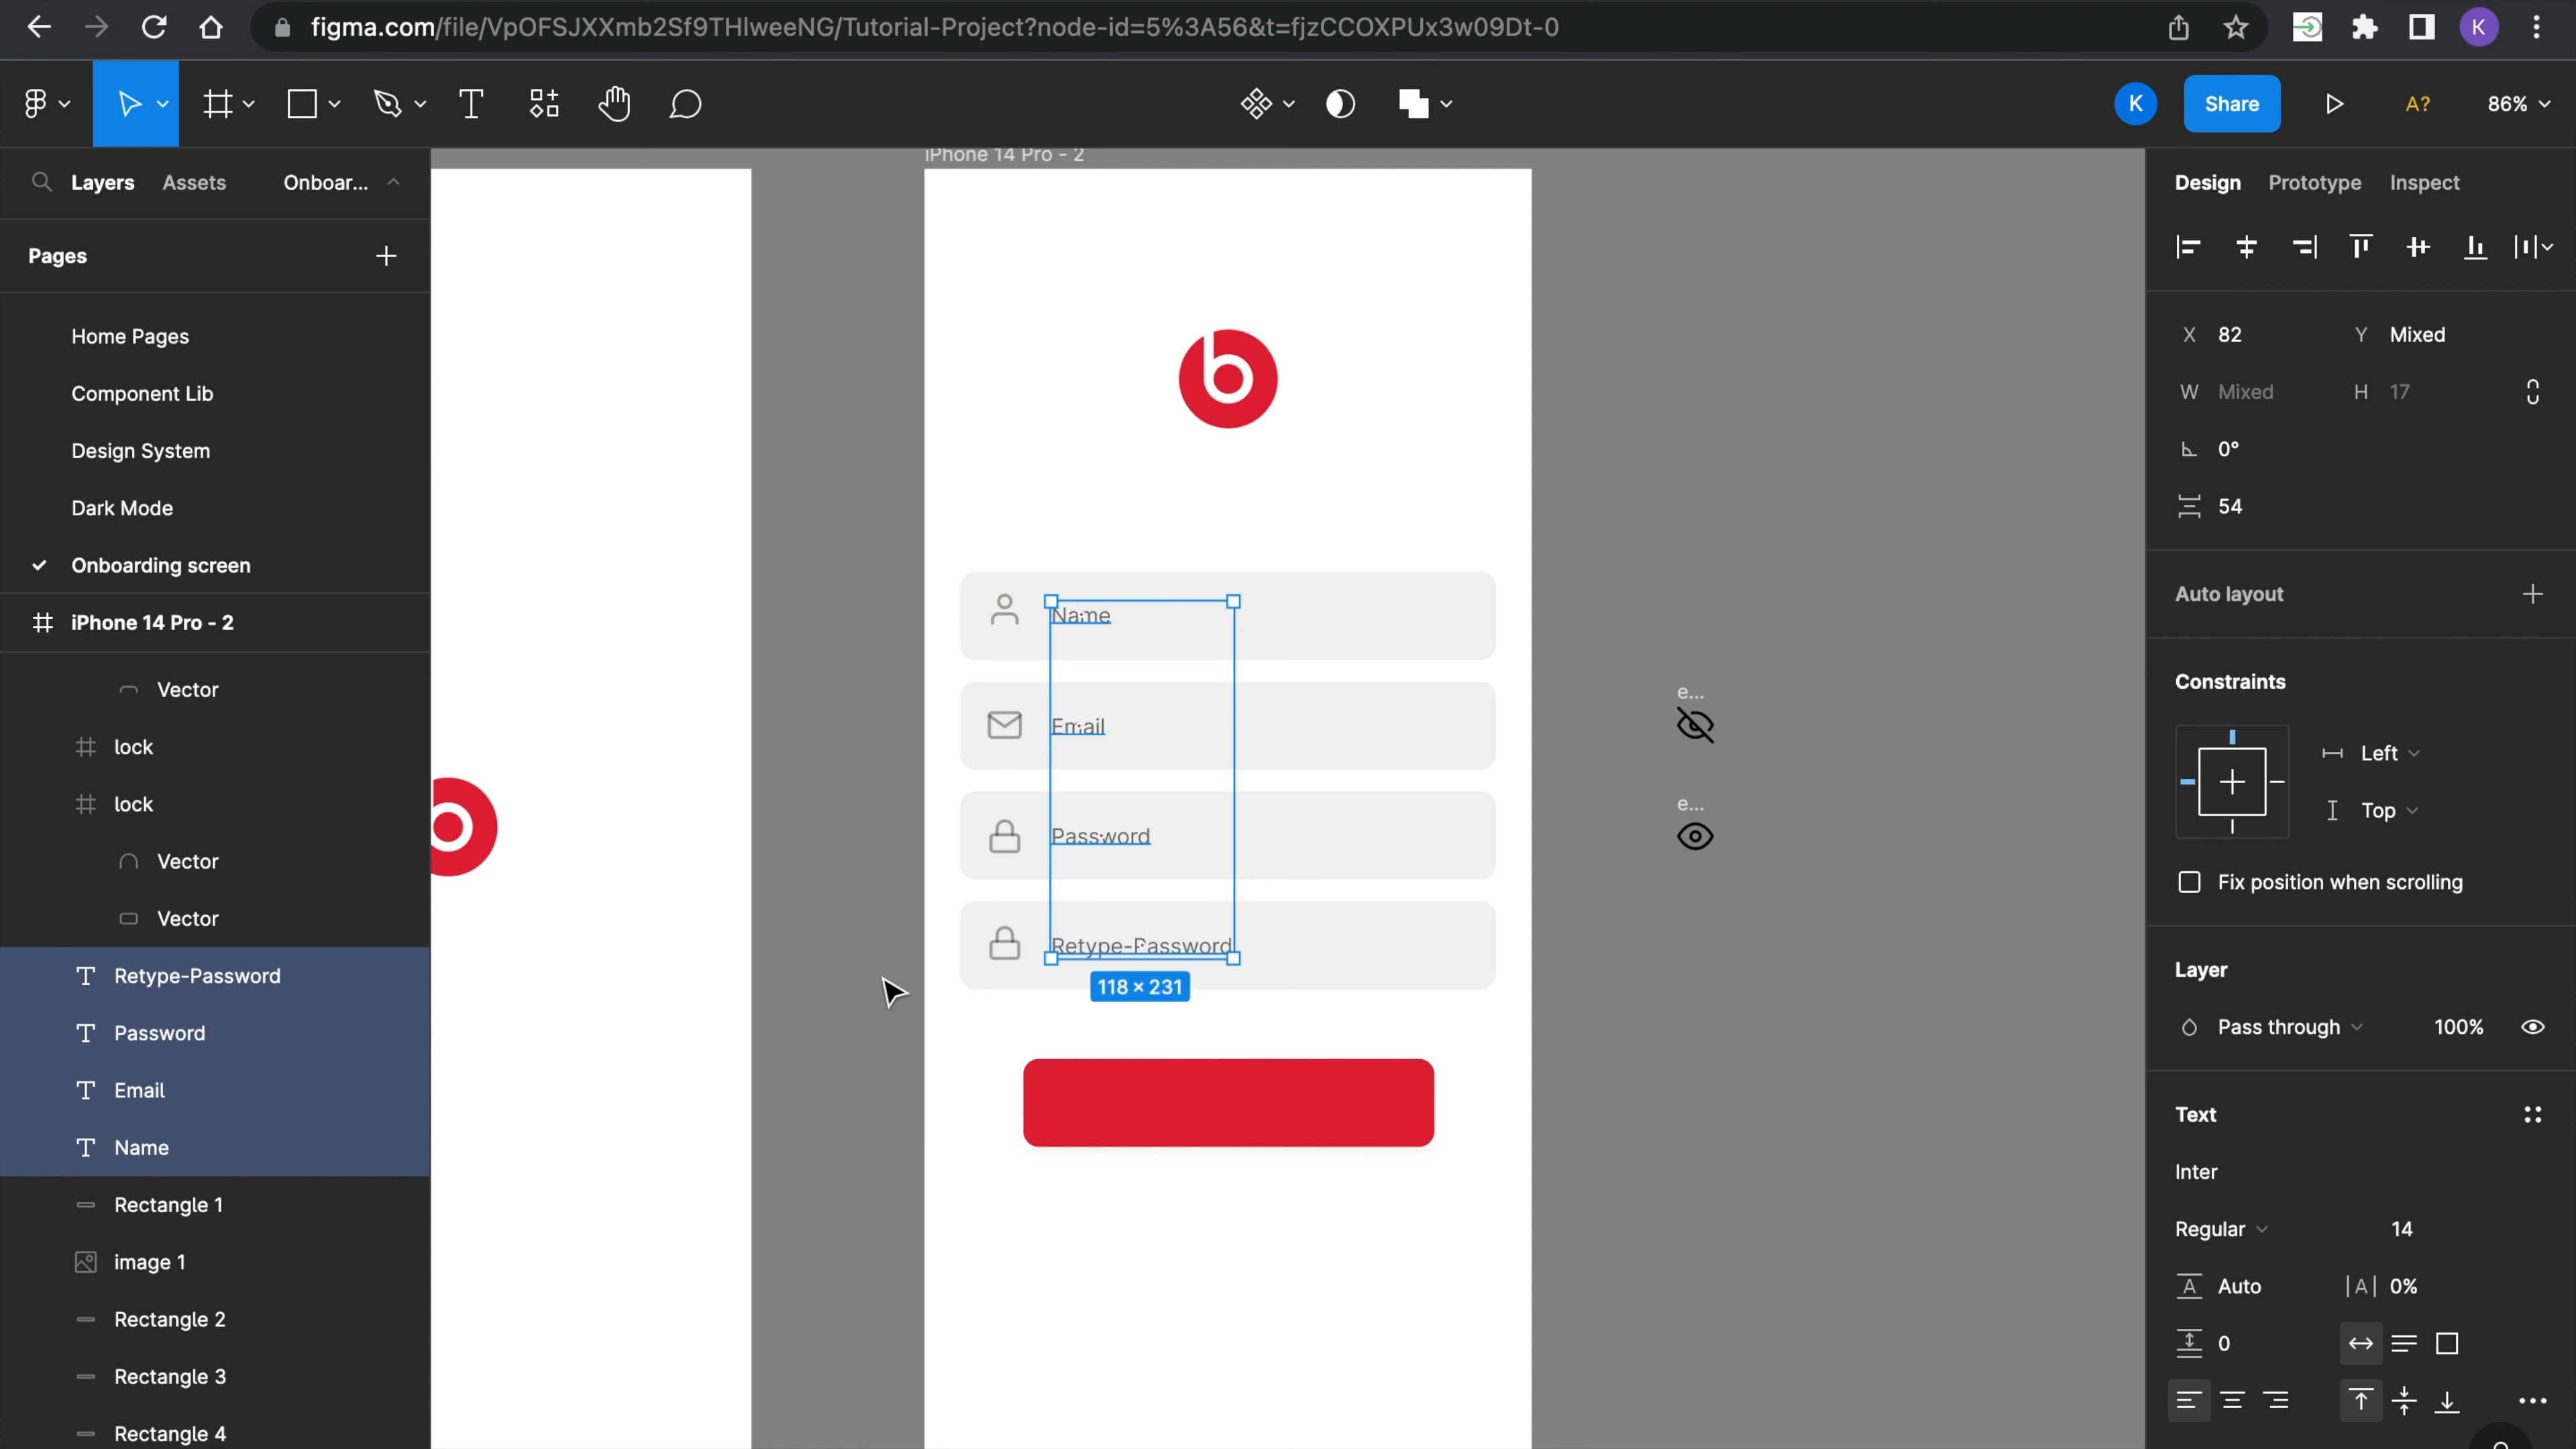 figma.com/file/VpOFSJXXmb2Sf9THlweeNG/Tutorial-Project?node-id=5%3A56&t=fjzCCOXPUx3w09Dt-0
K
K
Share
A?
86%
Layers
Assets
Onboar...
Pages
Home Pages
Component Lib
Design System
Dark Mode
Onboarding screen
iPhone 14 Pro - 2
Vector
lock
lock
Vector
Vector
Retype-Password
Password
Email
Name
Rectangle 1
image 1
Rectangle 2
Rectangle 3
Rectangle 4
iPhone 14 Pro - 2
b
Name
Email
Password
Retype-Password
118 × 231
e...
e...
Design
Prototype
Inspect
X 82
Y Mixed
W Mixed
H 17
0°
54
Auto layout
Constraints
Left
Top
Fix position when scrolling
Layer
Pass through
100%
Text
Inter
Regular
14
A Auto
|A| 0%
0